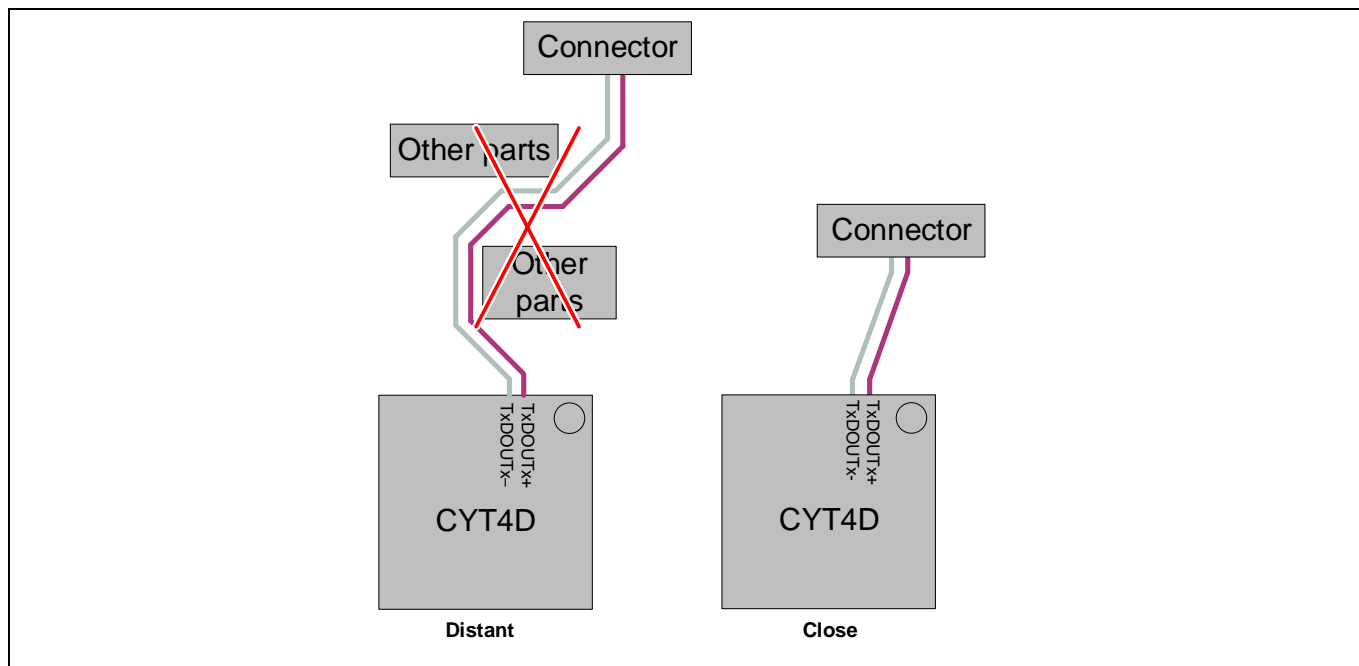 Connector
Other parts
Other
parts
TxDOUTx+
TxDOUTx–
CYT4D
Distant
Connector
TxDOUTx+
TxDOUTx-
CYT4D
Close